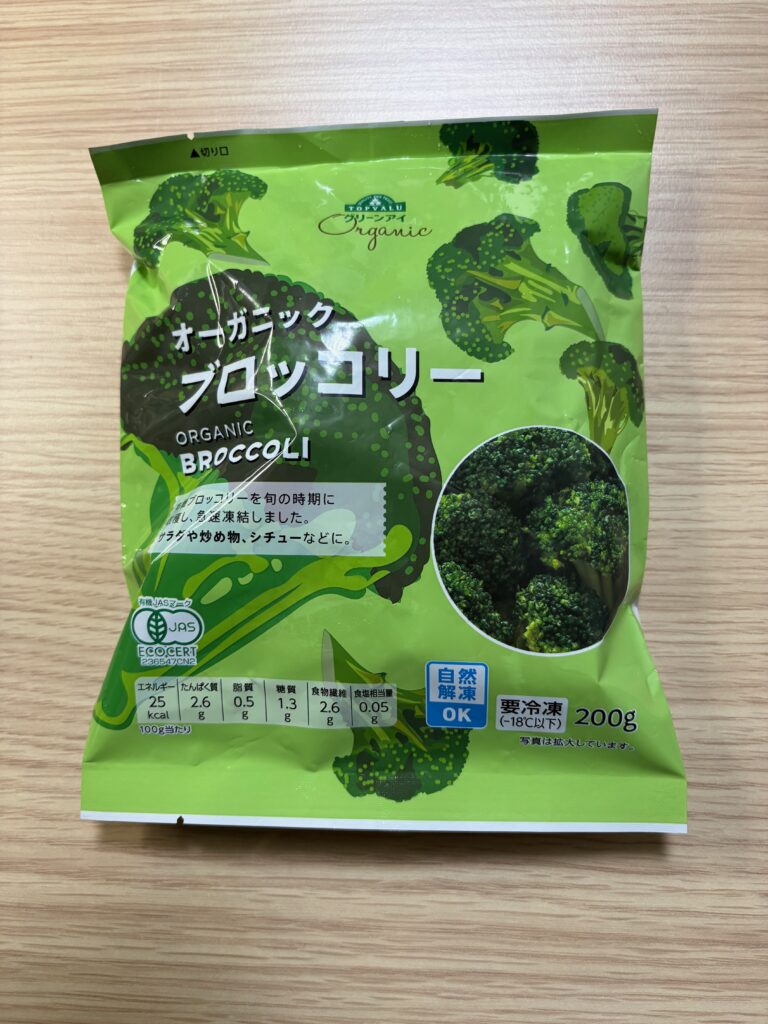 ▲切り口
TOPVALU
グリーンアイ
Organic
オーガニック
ブロッコリー
ORGANIC
BROCCOLI
ブロッコリーを旬の時期に
し、急速凍結しました。
サラダや炒め物、シチューなどに。
有機JASマーク
JAS
ECOCERT
236547CN2
エネルギー たんぱく質 脂質 糖質 食物繊維 食塩相当量
25 kcal 2.6 g 0.5 g 1.3 g 2.6 g 0.05 g
100g当たり
自然
解凍
OK
要冷凍
(-18℃以下)
200g
写真は拡大しています。